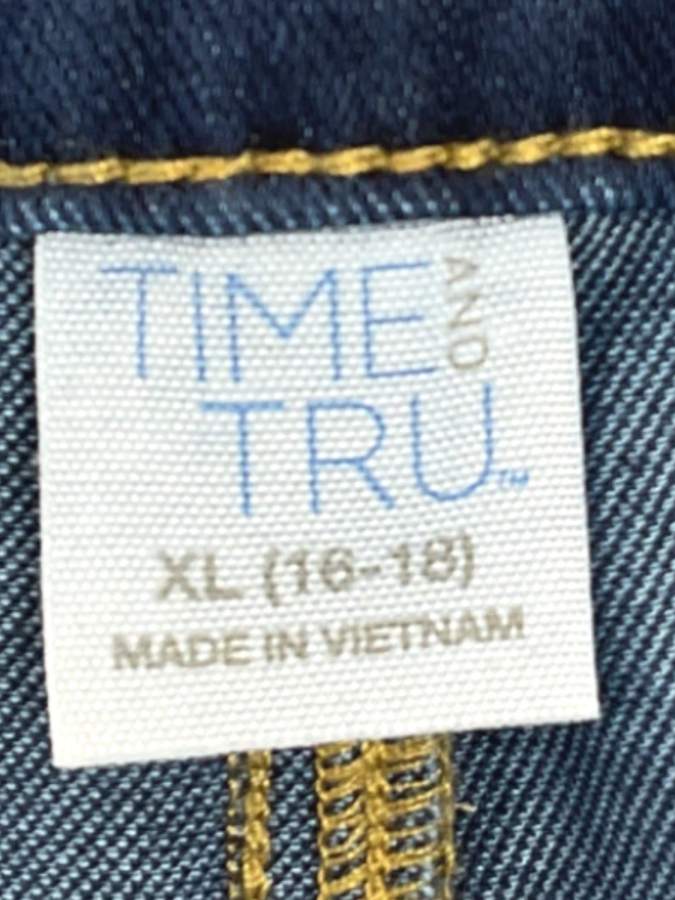 TIME AND
TRU™
XL (16-18)
MADE IN VIETNAM